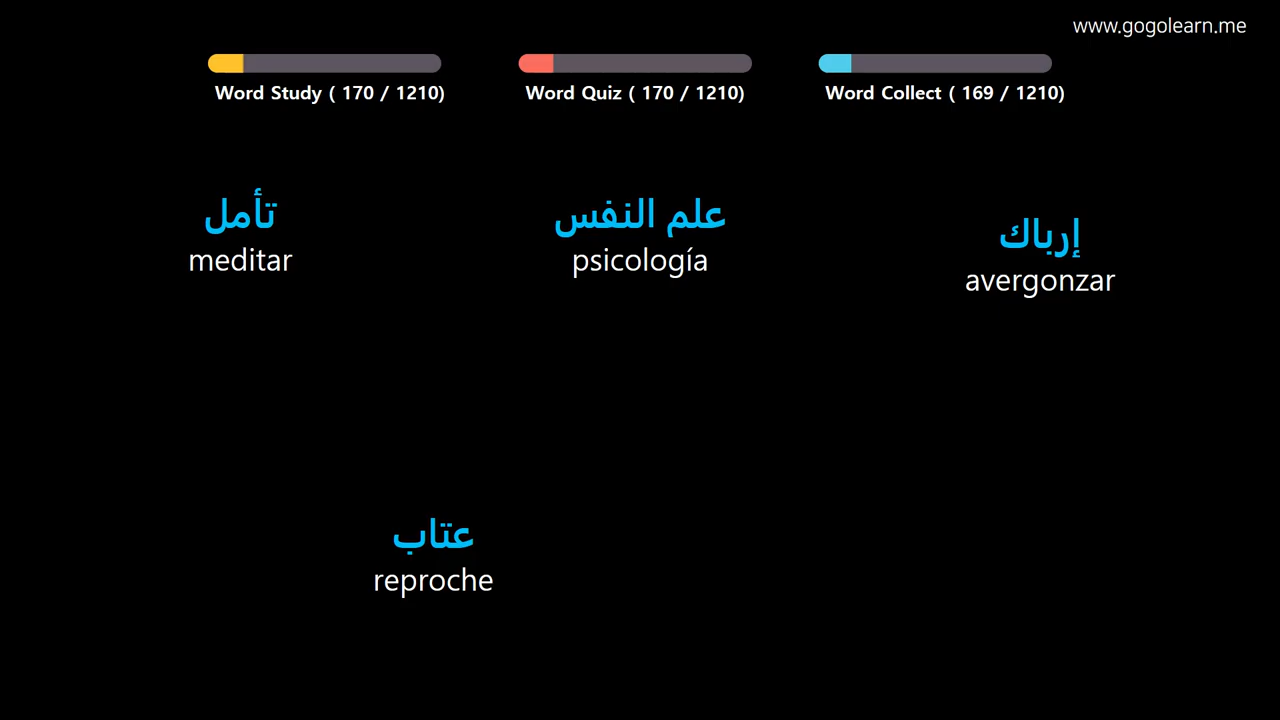 www.gogolearn.me
Word Study ( 170 / 1210)
Word Quiz ( 170 / 1210)
Word Collect ( 169 / 1210)
تأمل
meditar
علم النفس
psicología
إرباك
avergonzar
عتاب
reproche